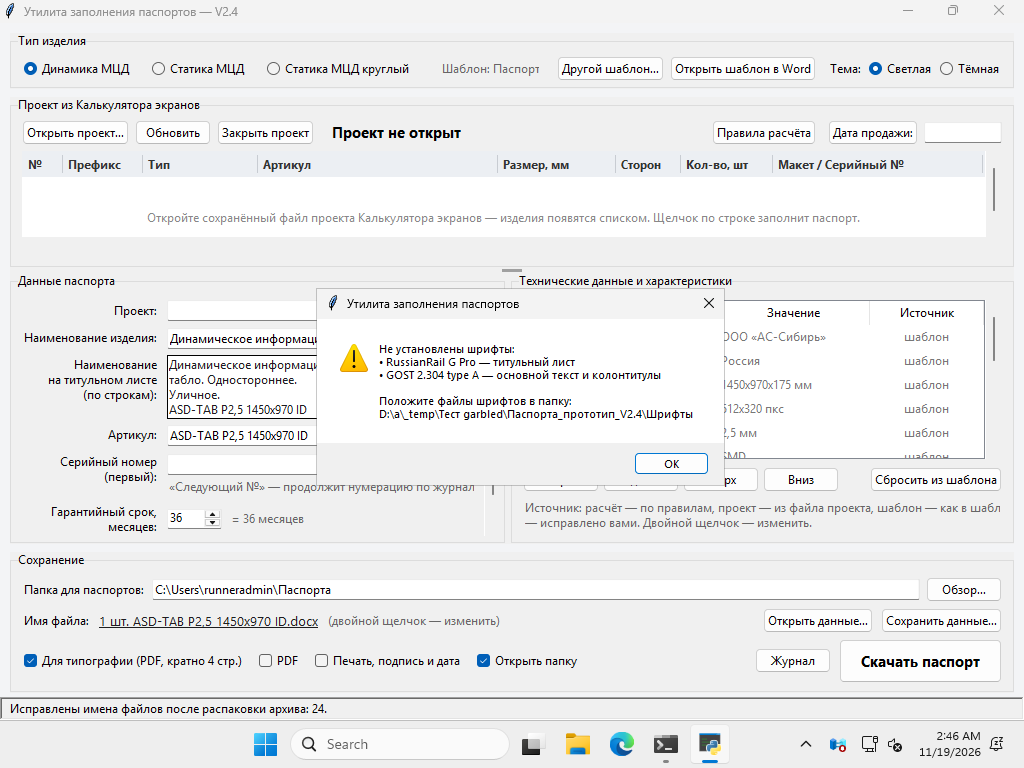 Утилита заполнения паспортов — V2.4
Тип изделия
Динамика МЦД Статика МЦД Статика МЦД круглый Шаблон: Паспорт Другой шаблон... Открыть шаблон в Word Тема: Светлая Тёмная
Проект из Калькулятора экранов
Открыть проект... Обновить Закрыть проект Проект не открыт Правила расчёта Дата продажи:
№ Префикс Тип Артикул Размер, мм Сторон Кол-во, шт Макет / Серийный №
Откройте сохранённый файл проекта Калькулятора экранов — изделия появятся списком. Щелчок по строке заполнит паспорт.
Данные паспорта
Проект:
Наименование изделия: Динамическое информаци
Наименование
на титульном листе
(по строкам):
Динамическое информаци
табло. Одностороннее.
Уличное.
ASD-TAB P2,5 1450x970 ID
Артикул: ASD-TAB P2,5 1450x970 ID
Серийный номер
(первый):
«Следующий №» — продолжит нумерацию по журнал
Гарантийный срок,
месяцев:
36 = 36 месяцев
Технические данные и характеристики
Значение Источник
ООО «АС-Сибирь» шаблон
Россия шаблон
1450x970x175 мм шаблон
512x320 пкс шаблон
2,5 мм шаблон
SMD шаблон
Вниз Сбросить из шаблона
Источник: расчёт — по правилам, проект — из файла проекта, шаблон — как в шабл
— исправлено вами. Двойной щелчок — изменить.
Утилита заполнения паспортов
Не установлены шрифты:
• RussianRail G Pro — титульный лист
• GOST 2.304 type A — основной текст и колонтитулы
Положите файлы шрифтов в папку:
D:\a\_temp\Тест garbled\Паспорта_прототип_V2.4\Шрифты
OK
Сохранение
Папка для паспортов: C:\Users\runneradmin\Паспорта Обзор...
Имя файла: 1 шт. ASD-TAB P2,5 1450x970 ID.docx (двойной щелчок — изменить) Открыть данные... Сохранить данные...
Для типографии (PDF, кратно 4 стр.) PDF Печать, подпись и дата Открыть папку Журнал Скачать паспорт
Исправлены имена файлов после распаковки архива: 24.
Search
2:46 AM
11/19/2026